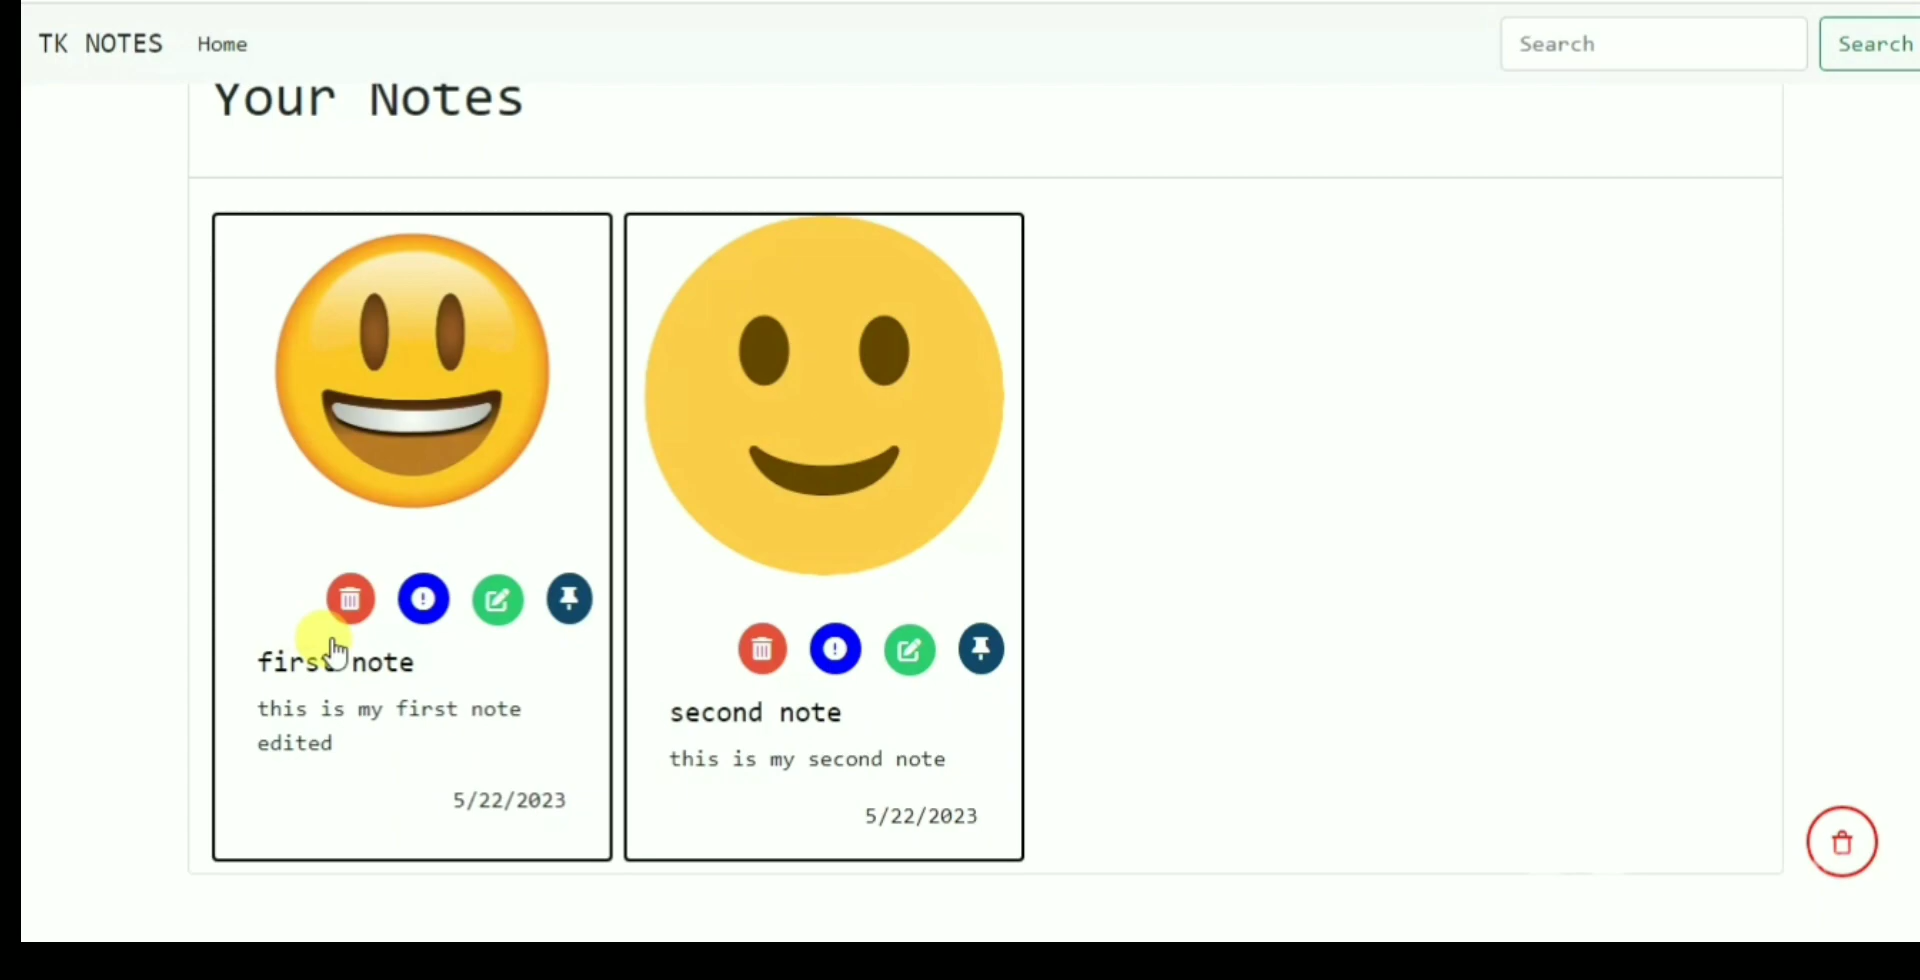 TK NOTES Home Search Search
Your Notes
first note
this is my first note
edited
5/22/2023
second note
this is my second note
5/22/2023